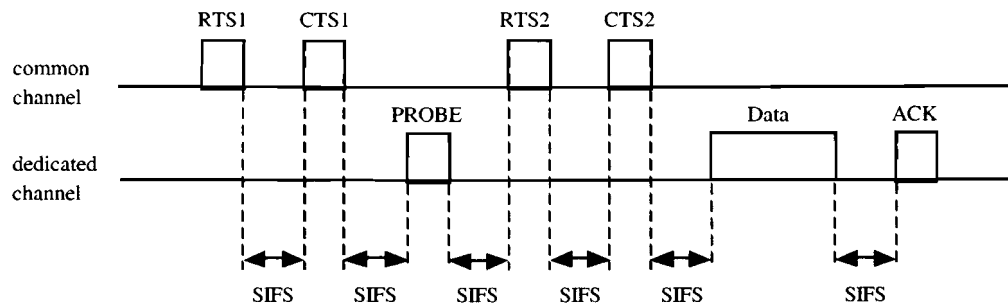 RTS1 CTS1 RTS2 CTS2
common
channel
PROBE Data ACK
dedicated
channel
SIFS SIFS SIFS SIFS SIFS SIFS